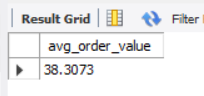 Result Grid Filter
avg_order_value
38.3073